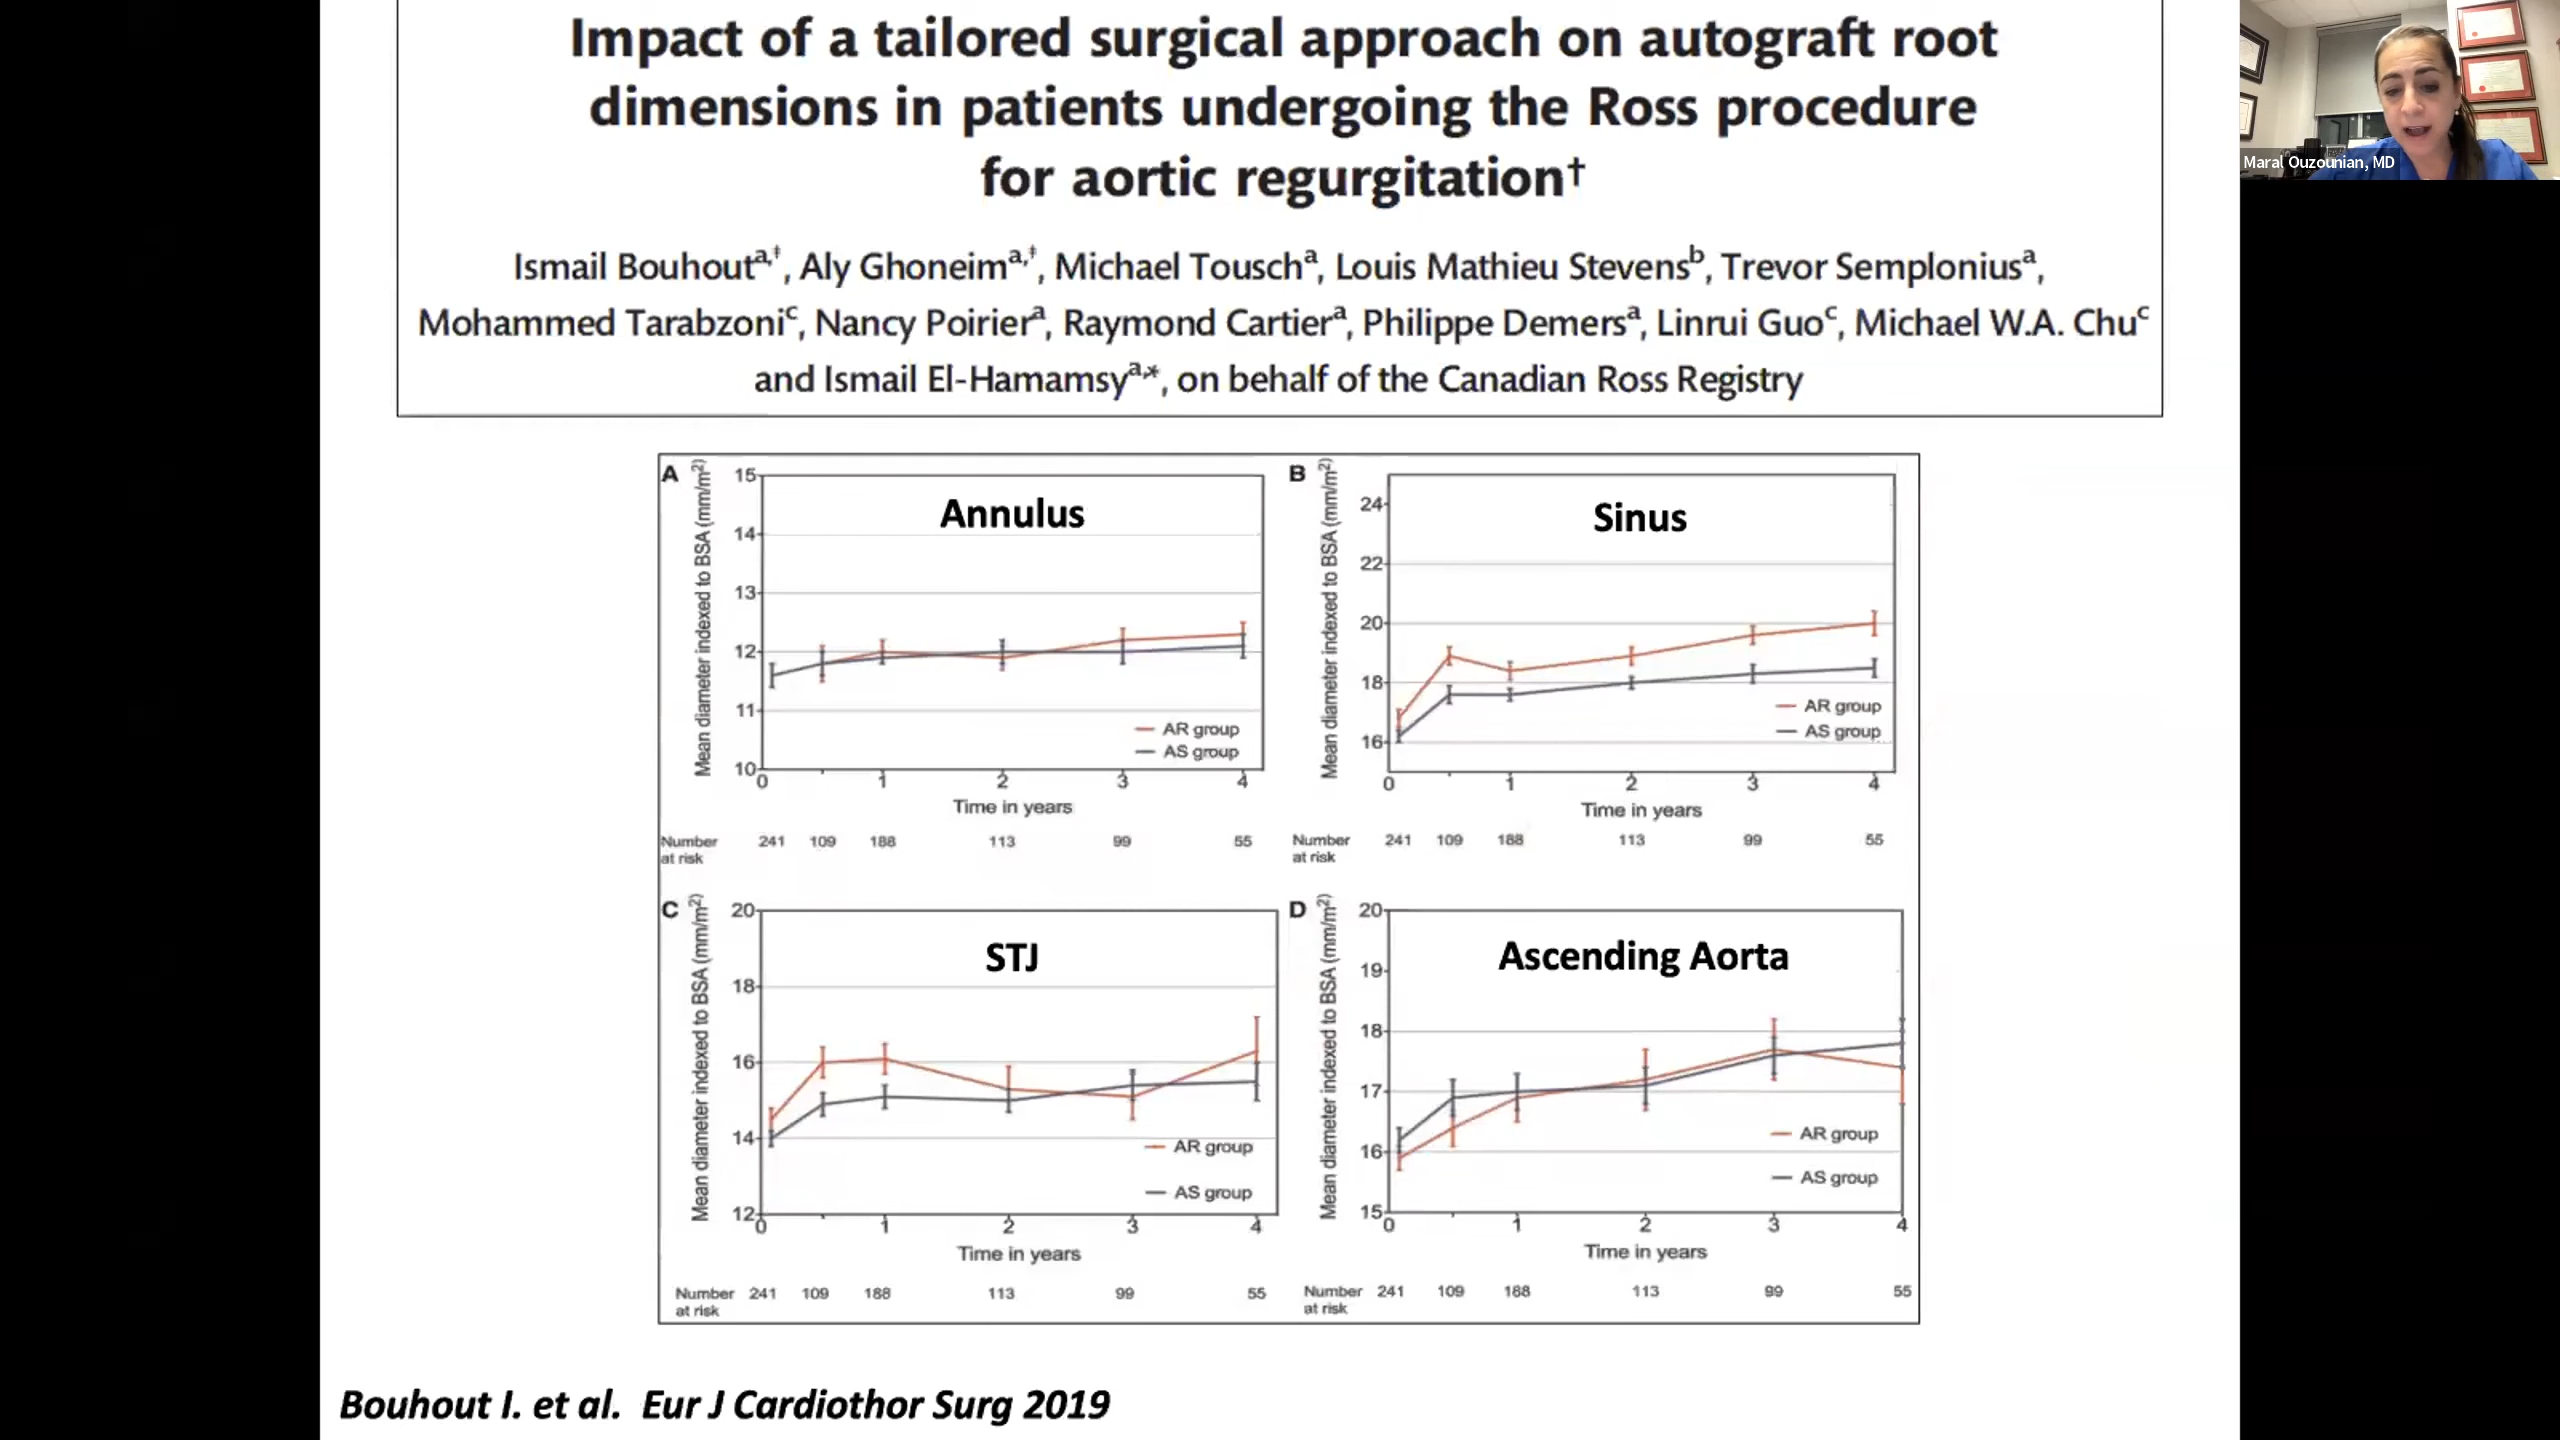 Impact of a tailored surgical approach on autograft root
dimensions in patients undergoing the Ross procedure
for aortic regurgitation†
Ismail Bouhouta,‡, Aly Ghoneima,‡, Michael Touscha, Louis Mathieu Stevensb, Trevor Semploniusa,
Mohammed Tarabzonic, Nancy Poiriera, Raymond Cartiera, Philippe Demersa, Linrui Guoc, Michael W.A. Chuc
and Ismail El-Hamamsya,*, on behalf of the Canadian Ross Registry
Maral Ouzounian, MD
A
Annulus
Mean diameter indexed to BSA (mm/m²)
15
14
13
12
11
10
AR group
AS group
0 1 2 3 4
Time in years
Number at risk
241 109 188 113 99 55
B
Sinus
Mean diameter indexed to BSA (mm/m²)
24
22
20
18
16
AR group
AS group
0 1 2 3 4
Time in years
Number at risk
241 109 188 113 99 55
C
STJ
Mean diameter indexed to BSA (mm/m²)
20
18
16
14
12
AR group
AS group
0 1 2 3 4
Time in years
Number at risk
241 109 188 113 99 55
D
Ascending Aorta
Mean diameter indexed to BSA (mm/m²)
20
19
18
17
16
15
AR group
AS group
0 1 2 3 4
Time in years
Number at risk
241 109 188 113 99 55
Bouhout I. et al. Eur J Cardiothor Surg 2019